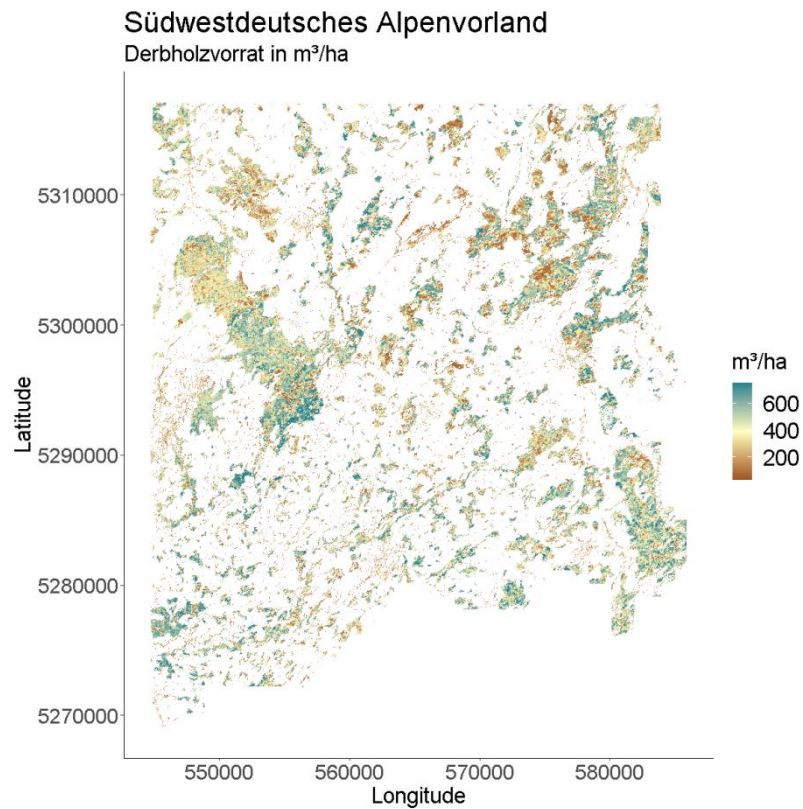 Südwestdeutsches Alpenvorland
Derbholzvorrat in m³/ha
5310000
5300000
5290000
5280000
5270000
Latitude
m³/ha
600
400
200
550000 560000 570000 580000
Longitude